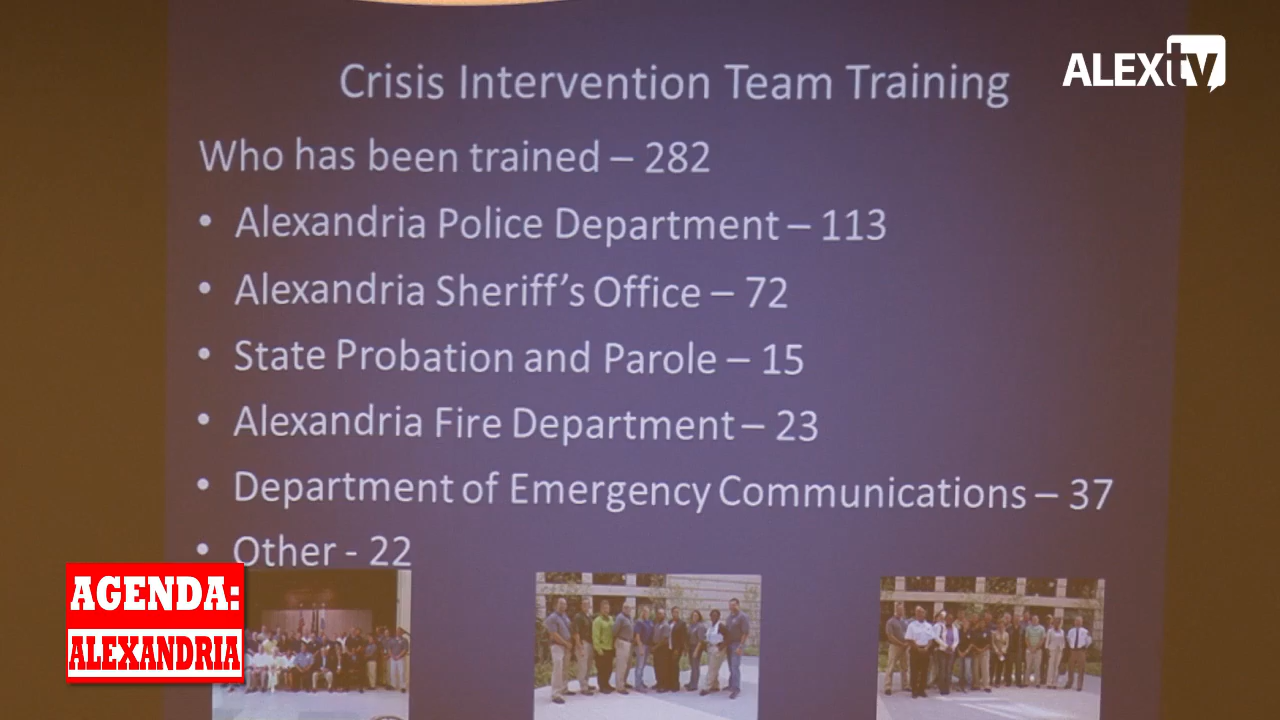 ALEXtv
Crisis Intervention Team Training
Who has been trained – 282
• Alexandria Police Department – 113
• Alexandria Sheriff’s Office – 72
• State Probation and Parole – 15
• Alexandria Fire Department – 23
• Department of Emergency Communications – 37
• Other - 22
AGENDA:
ALEXANDRIA